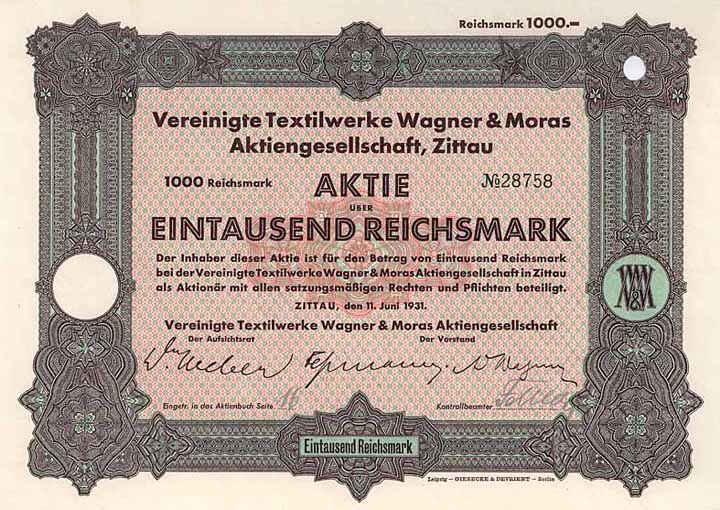 Reichsmark 1000.–
Vereinigte Textilwerke Wagner & Moras
Aktiengesellschaft, Zittau
1000 Reichsmark AKTIE № 28758
ÜBER
EINTAUSEND REICHSMARK
Der Inhaber dieser Aktie ist für den Betrag von Eintausend Reichsmark
bei der Vereinigte Textilwerke Wagner & Moras Aktiengesellschaft in Zittau
als Aktionär mit allen satzungsmäßigen Rechten und Pflichten beteiligt.
ZITTAU, den 11. Juni 1931.
Vereinigte Textilwerke Wagner & Moras Aktiengesellschaft
Der Aufsichtsrat Der Vorstand
Wagner
Eingetr. in das Aktienbuch Seite Kontrollbeamter
W&M
Eintausend Reichsmark
Leipzig – GIESECKE & DEVRIENT – Berlin